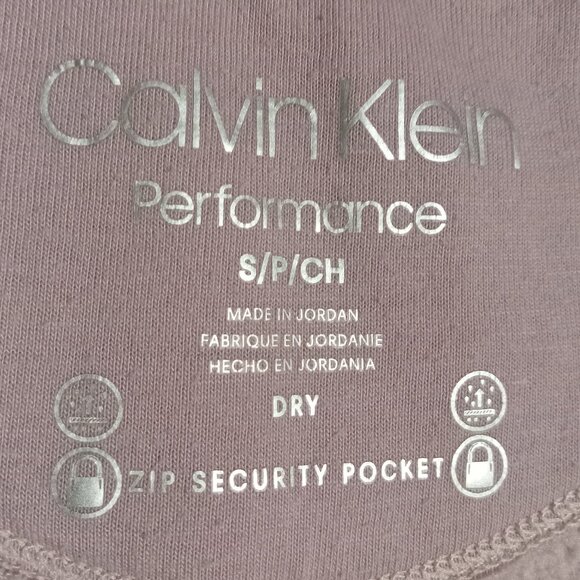 Calvin Klein
Performance
S/P/CH
MADE IN JORDAN
FABRIQUE EN JORDANIE
HECHO EN JORDANIA
DRY
ZIP SECURITY POCKET